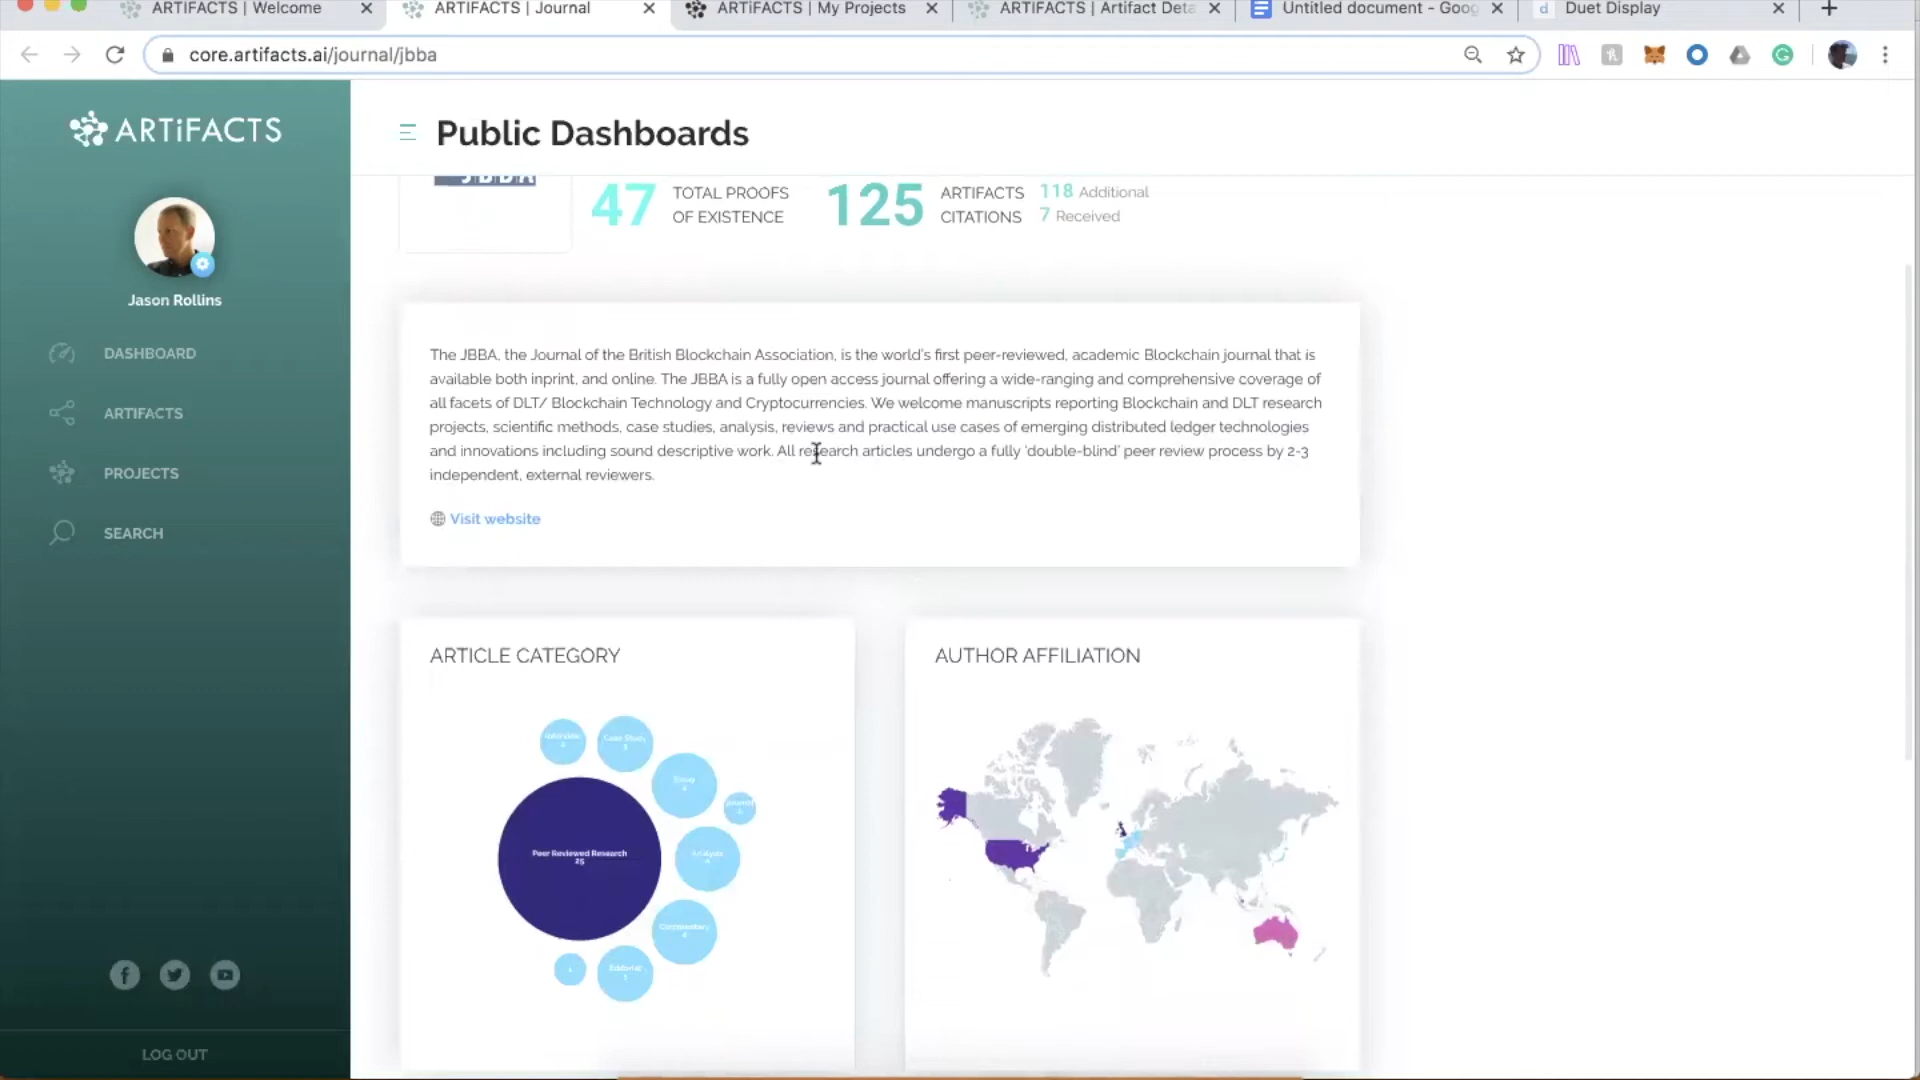 ARTiFACTS | Welcome
ARTiFACTS | Journal
ARTiFACTS | My Projects
ARTiFACTS | Artifact Deta
Untitled document - Goog
Duet Display
core.artifacts.ai/journal/jbba
ARTiFACTS
Jason Rollins
DASHBOARD
ARTIFACTS
PROJECTS
SEARCH
LOG OUT
Public Dashboards
JBBA
47 TOTAL PROOFS
OF EXISTENCE
125 ARTIFACTS
CITATIONS
118 Additional
7 Received
The JBBA, the Journal of the British Blockchain Association, is the world's first peer-reviewed, academic Blockchain journal that is
available both inprint, and online. The JBBA is a fully open access journal offering a wide-ranging and comprehensive coverage of
all facets of DLT/ Blockchain Technology and Cryptocurrencies. We welcome manuscripts reporting Blockchain and DLT research
projects, scientific methods, case studies, analysis, reviews and practical use cases of emerging distributed ledger technologies
and innovations including sound descriptive work. All research articles undergo a fully 'double-blind' peer review process by 2-3
independent, external reviewers.
Visit website
ARTICLE CATEGORY
Case Study
Essay
Peer Reviewed Research
25
Analysis
Commentary
Editorial
AUTHOR AFFILIATION